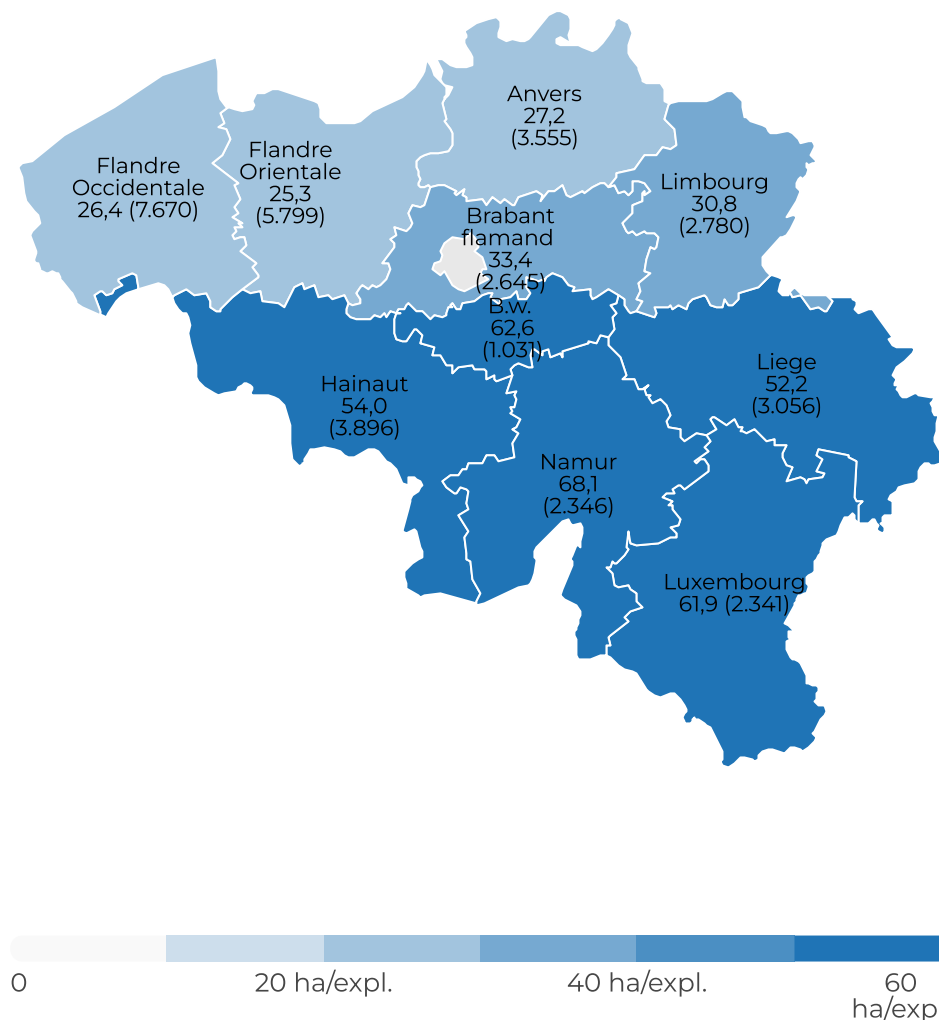 Anvers
27,2
(3.555)
Flandre
Occidentale
26,4 (7.670)
Flandre
Orientale
25,3
(5.799)
Limbourg
30,8
(2.780)
Brabant
flamand
33,4
(2.645)
B.w.
62,6
(1.031)
Liege
52,2
(3.056)
Hainaut
54,0
(3.896)
Namur
68,1
(2.346)
Luxembourg
61,9 (2.341)
0
20 ha/expl.
40 ha/expl.
60
ha/exp